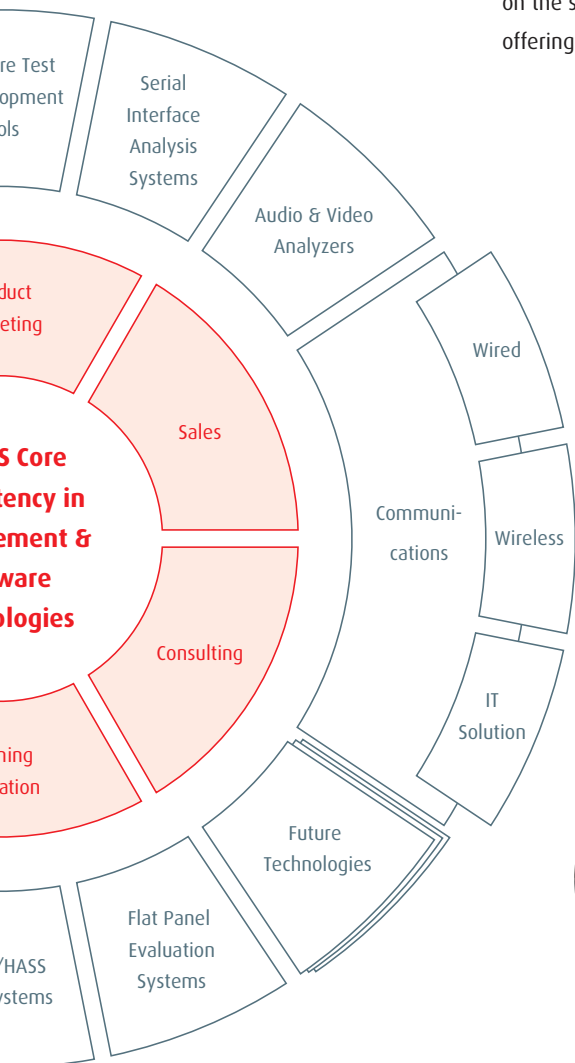 on the s
offering
re Test
opment
ols
Serial
Interface
Analysis
Systems
Audio & Video
Analyzers
Wired
Communi-
cations
Wireless
IT
Solution
Future
Technologies
Flat Panel
Evaluation
Systems
/HASS
ystems
duct
eting
Sales
Consulting
ning
ation
S Core
tency in
ement &
ware
ologies